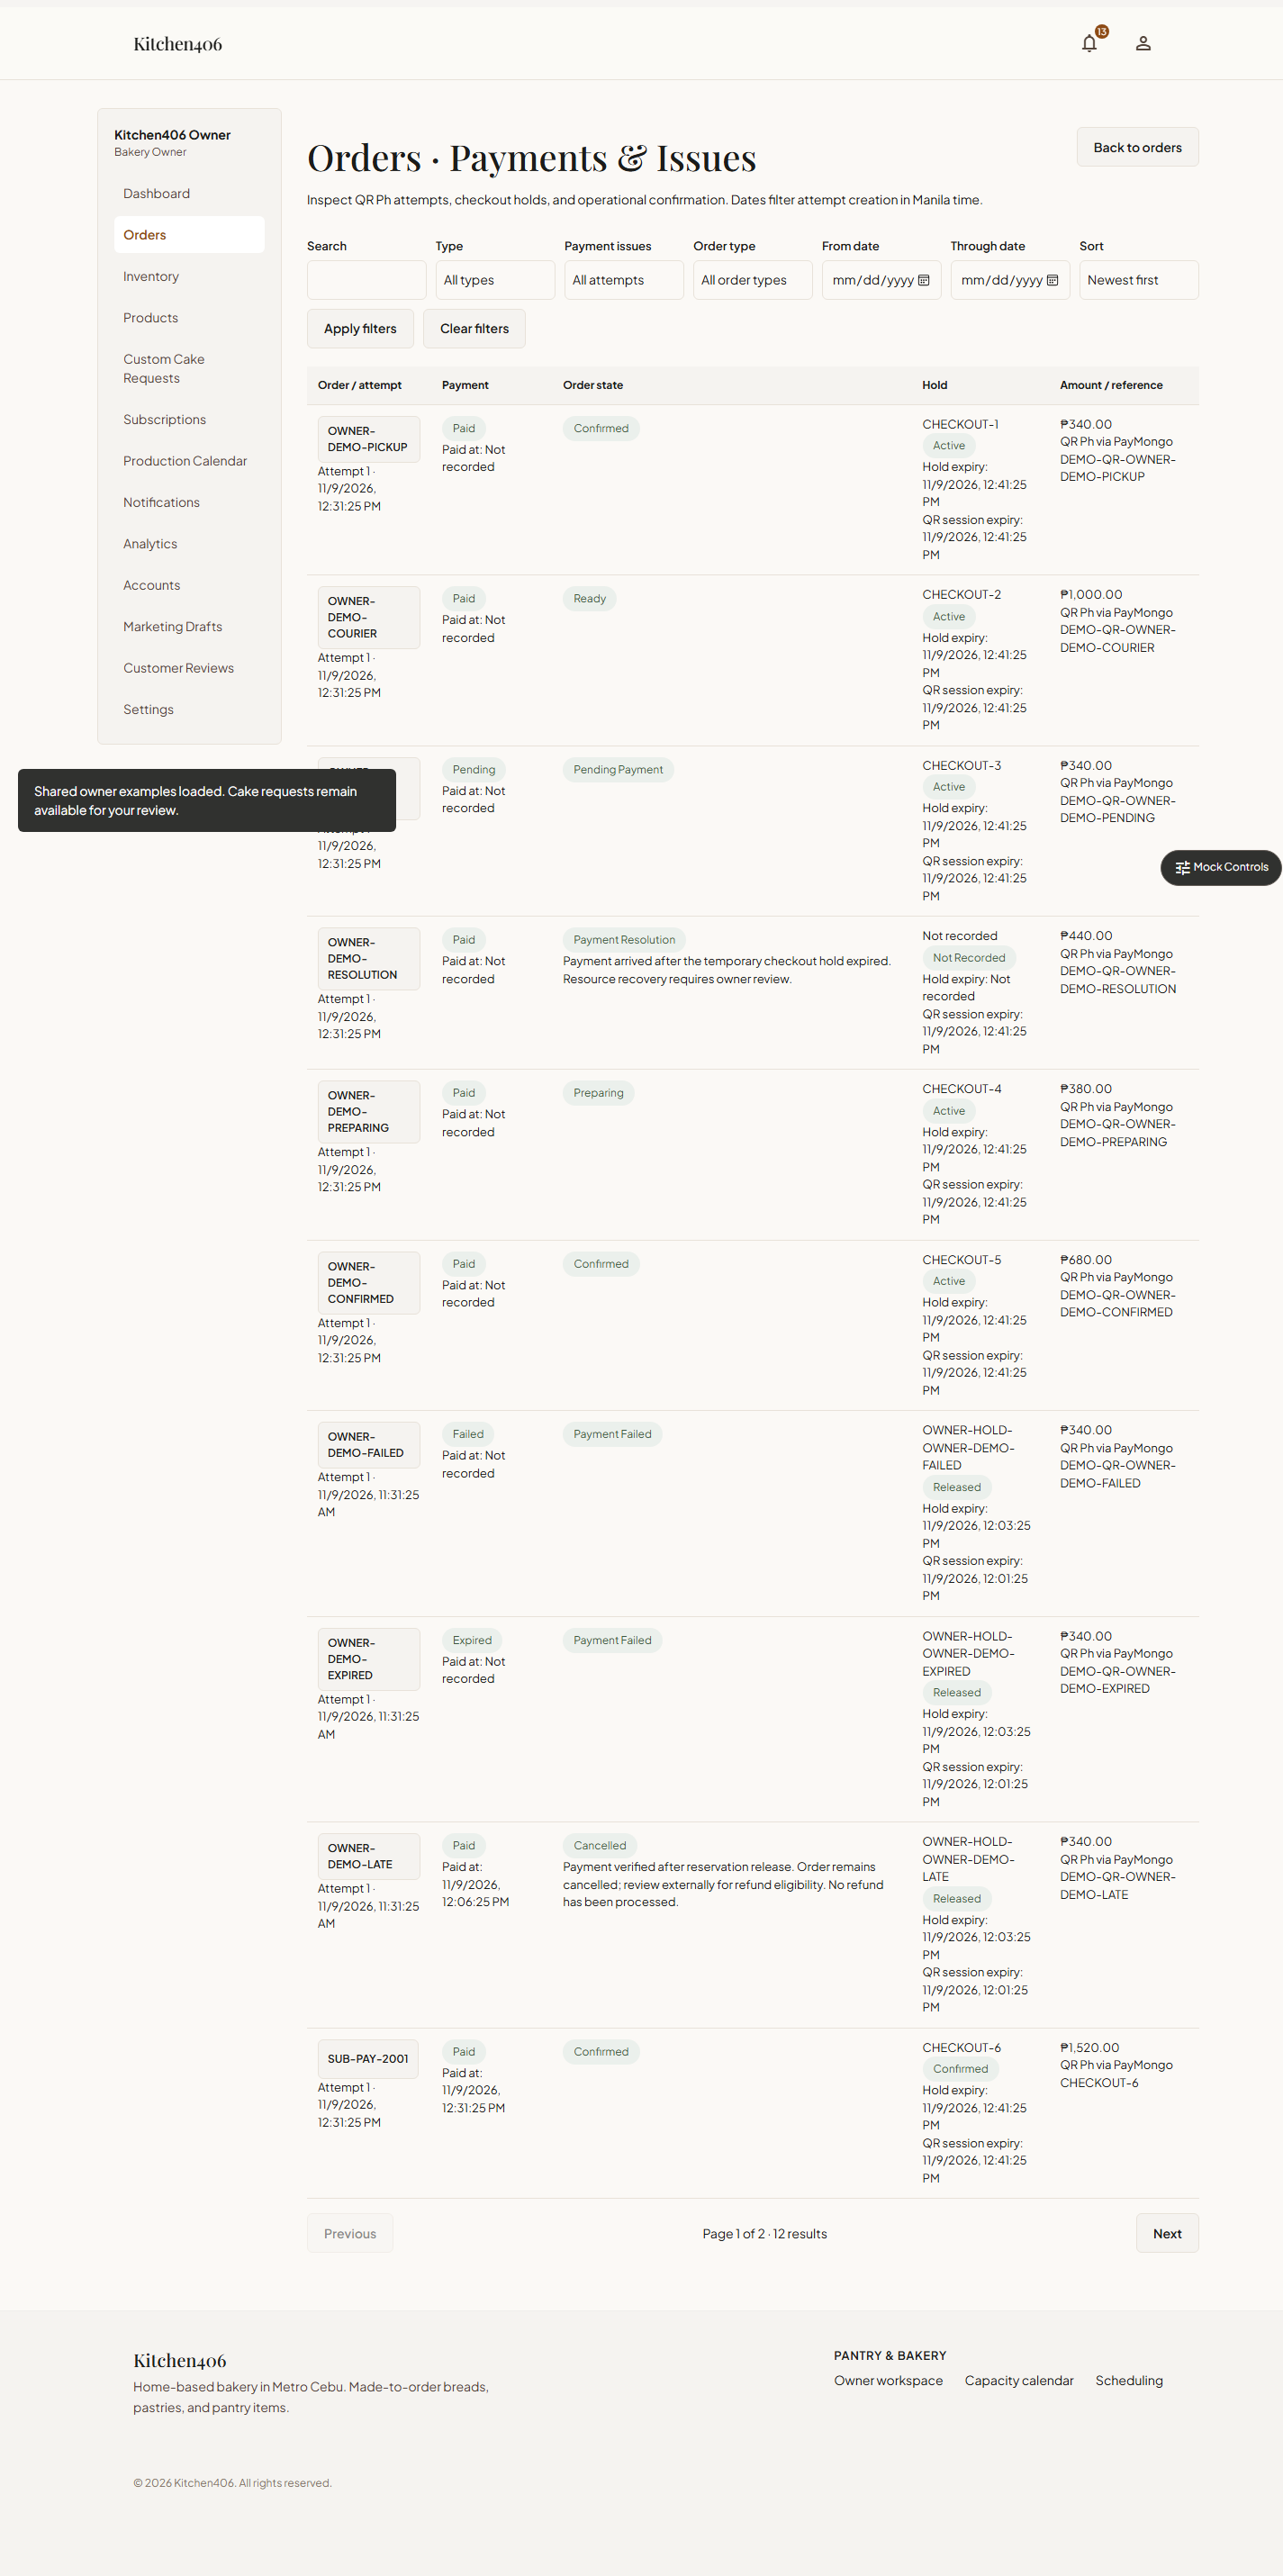 Kitchen406
13
Kitchen406 Owner
Bakery Owner
Dashboard
Orders
Inventory
Products
Custom Cake
Requests
Subscriptions
Production Calendar
Notifications
Analytics
Accounts
Marketing Drafts
Customer Reviews
Settings
Orders · Payments & Issues
Back to orders
Inspect QR Ph attempts, checkout holds, and operational confirmation. Dates filter attempt creation in Manila time.
Search
Type
Payment issues
Order type
From date
Through date
Sort
All types
All attempts
All order types
mm/dd/yyyy
mm/dd/yyyy
Newest first
Apply filters
Clear filters
Order / attempt
Payment
Order state
Hold
Amount / reference
OWNER-
DEMO-PICKUP
Attempt 1 ·
11/9/2026,
12:31:25 PM
Paid
Paid at: Not
recorded
Confirmed
CHECKOUT-1
Active
Hold expiry:
11/9/2026, 12:41:25
PM
QR session expiry:
11/9/2026, 12:41:25
PM
₱340.00
QR Ph via PayMongo
DEMO-QR-OWNER-
DEMO-PICKUP
OWNER-
DEMO-
COURIER
Attempt 1 ·
11/9/2026,
12:31:25 PM
Paid
Paid at: Not
recorded
Ready
CHECKOUT-2
Active
Hold expiry:
11/9/2026, 12:41:25
PM
QR session expiry:
11/9/2026, 12:41:25
PM
₱1,000.00
QR Ph via PayMongo
DEMO-QR-OWNER-
DEMO-COURIER
Shared owner examples loaded. Cake requests remain
available for your review.
11/9/2026,
12:31:25 PM
Pending
Paid at: Not
recorded
Pending Payment
CHECKOUT-3
Active
Hold expiry:
11/9/2026, 12:41:25
PM
QR session expiry:
11/9/2026, 12:41:25
PM
₱340.00
QR Ph via PayMongo
DEMO-QR-OWNER-
DEMO-PENDING
Mock Controls
OWNER-
DEMO-
RESOLUTION
Attempt 1 ·
11/9/2026,
12:31:25 PM
Paid
Paid at: Not
recorded
Payment Resolution
Payment arrived after the temporary checkout hold expired.
Resource recovery requires owner review.
Not recorded
Not Recorded
Hold expiry: Not
recorded
QR session expiry:
11/9/2026, 12:41:25
PM
₱440.00
QR Ph via PayMongo
DEMO-QR-OWNER-
DEMO-RESOLUTION
OWNER-
DEMO-
PREPARING
Attempt 1 ·
11/9/2026,
12:31:25 PM
Paid
Paid at: Not
recorded
Preparing
CHECKOUT-4
Active
Hold expiry:
11/9/2026, 12:41:25
PM
QR session expiry:
11/9/2026, 12:41:25
PM
₱380.00
QR Ph via PayMongo
DEMO-QR-OWNER-
DEMO-PREPARING
OWNER-
DEMO-
CONFIRMED
Attempt 1 ·
11/9/2026,
12:31:25 PM
Paid
Paid at: Not
recorded
Confirmed
CHECKOUT-5
Active
Hold expiry:
11/9/2026, 12:41:25
PM
QR session expiry:
11/9/2026, 12:41:25
PM
₱680.00
QR Ph via PayMongo
DEMO-QR-OWNER-
DEMO-CONFIRMED
OWNER-
DEMO-FAILED
Attempt 1 ·
11/9/2026, 11:31:25
AM
Failed
Paid at: Not
recorded
Payment Failed
OWNER-HOLD-
OWNER-DEMO-
FAILED
Released
Hold expiry:
11/9/2026, 12:03:25
PM
QR session expiry:
11/9/2026, 12:01:25
PM
₱340.00
QR Ph via PayMongo
DEMO-QR-OWNER-
DEMO-FAILED
OWNER-
DEMO-
EXPIRED
Attempt 1 ·
11/9/2026, 11:31:25
AM
Expired
Paid at: Not
recorded
Payment Failed
OWNER-HOLD-
OWNER-DEMO-
EXPIRED
Released
Hold expiry:
11/9/2026, 12:03:25
PM
QR session expiry:
11/9/2026, 12:01:25
PM
₱340.00
QR Ph via PayMongo
DEMO-QR-OWNER-
DEMO-EXPIRED
OWNER-
DEMO-LATE
Attempt 1 ·
11/9/2026, 11:31:25
AM
Paid
Paid at:
11/9/2026,
12:06:25 PM
Cancelled
Payment verified after reservation release. Order remains
cancelled; review externally for refund eligibility. No refund
has been processed.
OWNER-HOLD-
OWNER-DEMO-
LATE
Released
Hold expiry:
11/9/2026, 12:03:25
PM
QR session expiry:
11/9/2026, 12:01:25
PM
₱340.00
QR Ph via PayMongo
DEMO-QR-OWNER-
DEMO-LATE
SUB-PAY-2001
Attempt 1 ·
11/9/2026,
12:31:25 PM
Paid
Paid at:
11/9/2026,
12:31:25 PM
Confirmed
CHECKOUT-6
Confirmed
Hold expiry:
11/9/2026, 12:41:25
PM
QR session expiry:
11/9/2026, 12:41:25
PM
₱1,520.00
QR Ph via PayMongo
CHECKOUT-6
Previous
Page 1 of 2 · 12 results
Next
Kitchen406
Home-based bakery in Metro Cebu. Made-to-order breads,
pastries, and pantry items.
PANTRY & BAKERY
Owner workspace
Capacity calendar
Scheduling
© 2026 Kitchen406. All rights reserved.